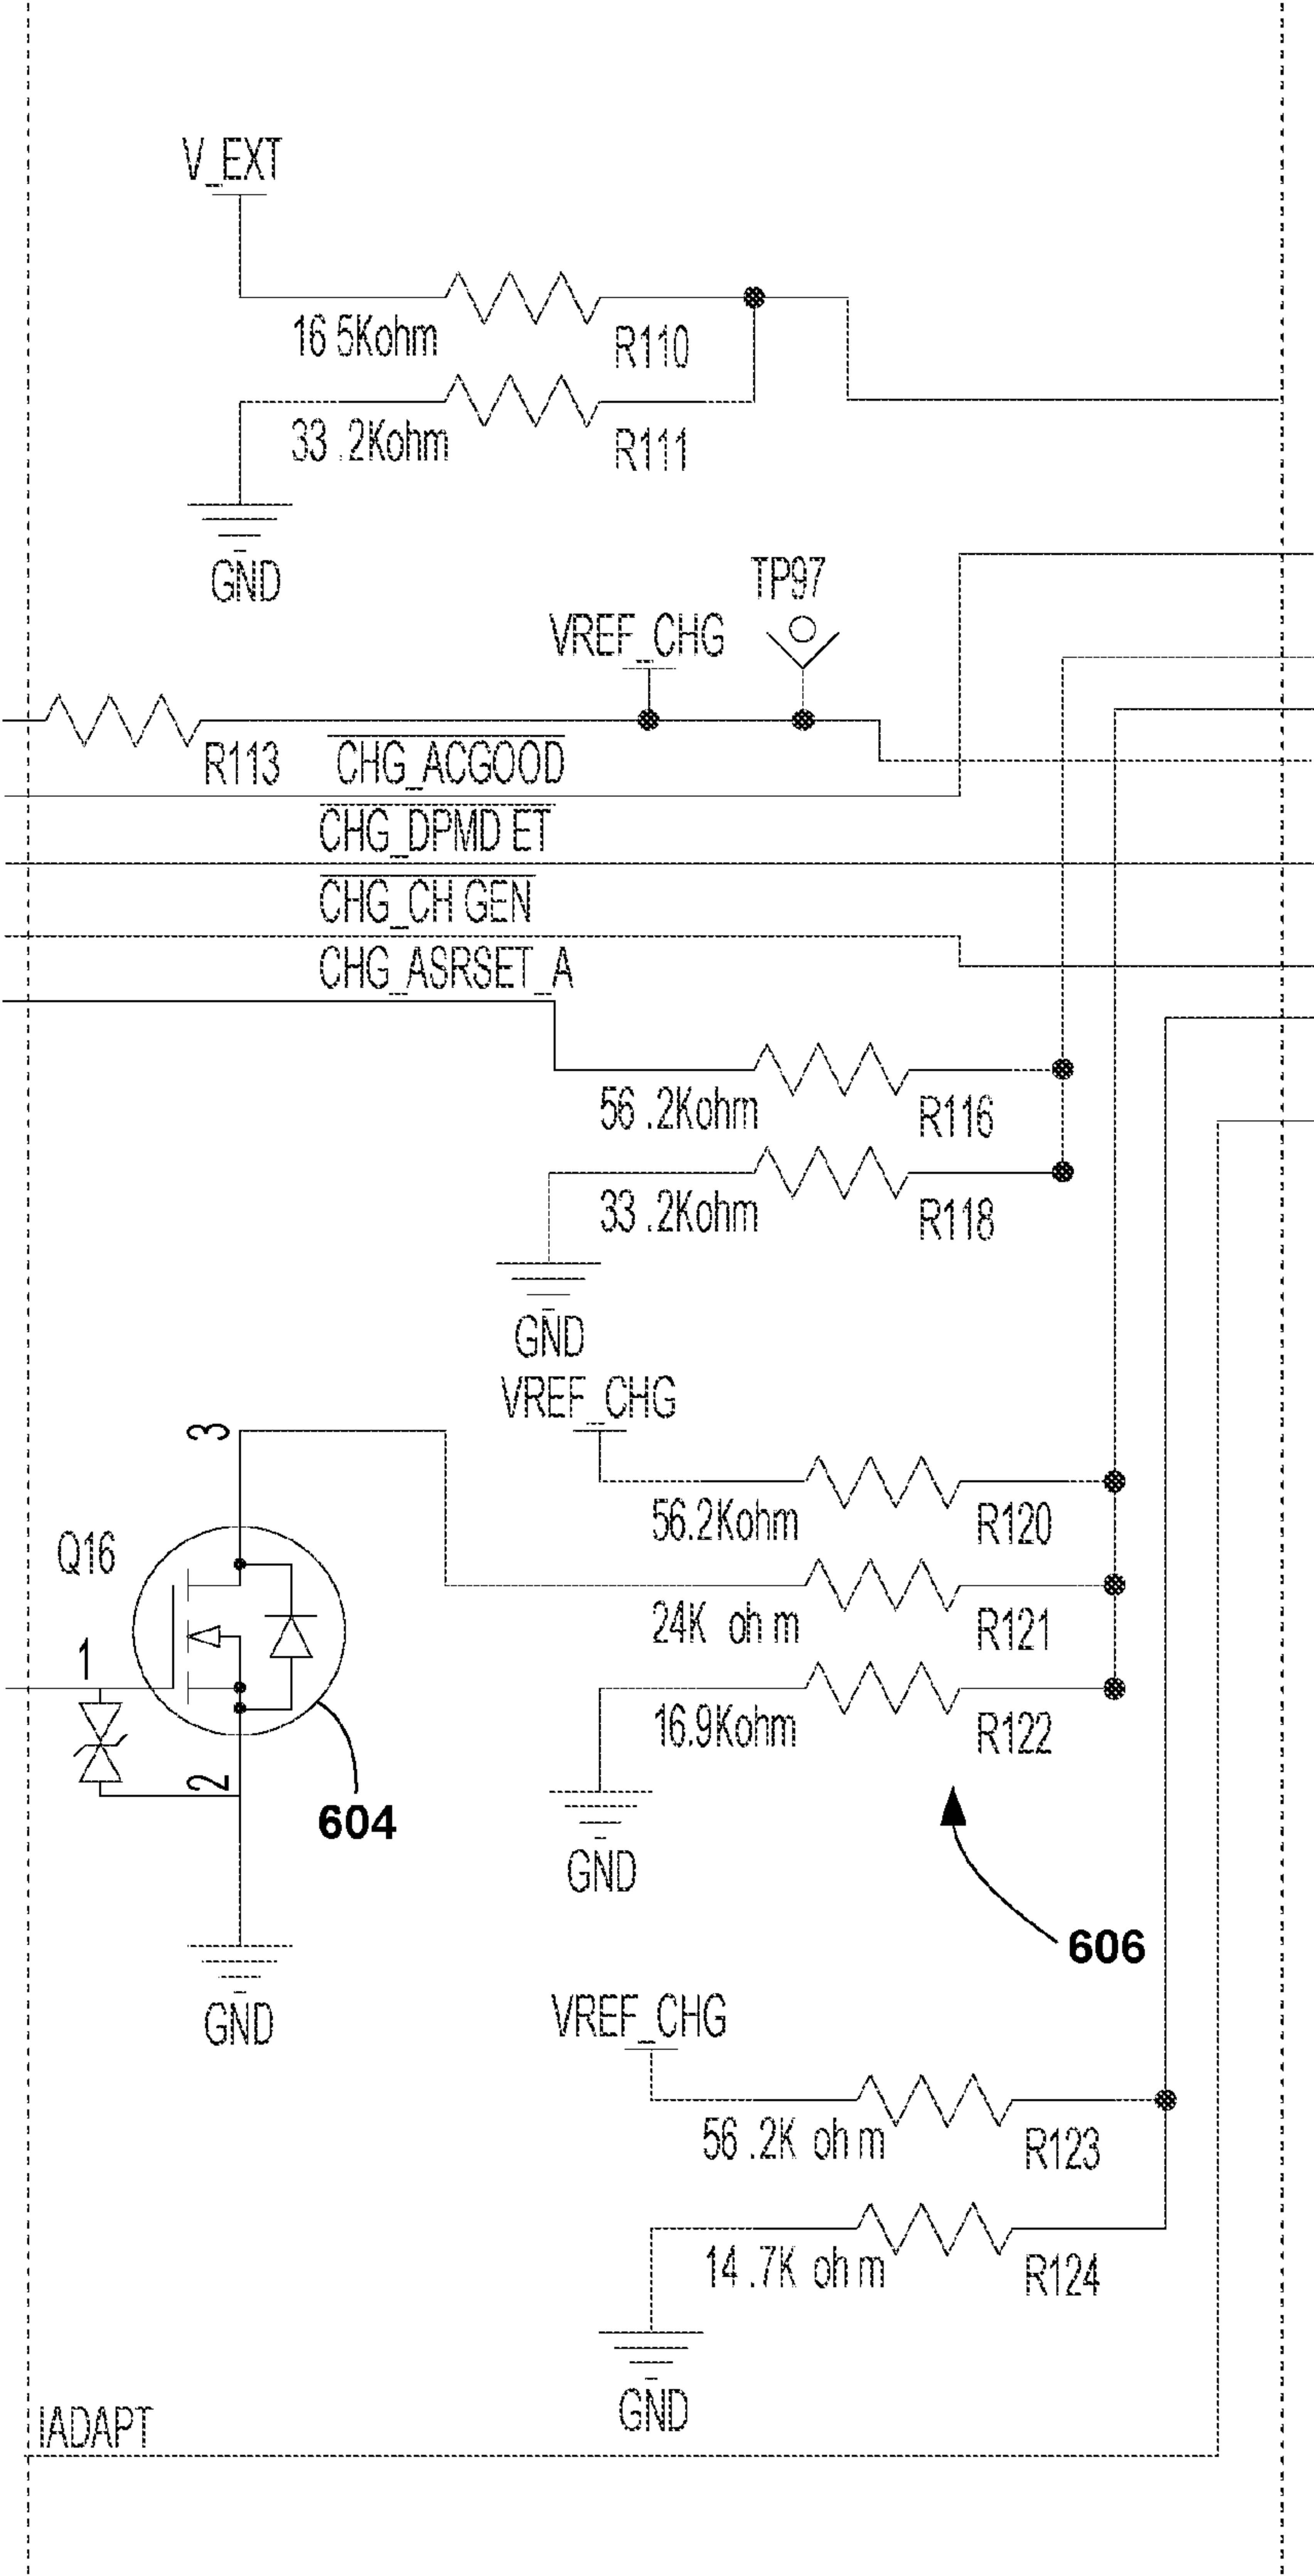 V_EXT
16 5Kohm
R110
33 .2Kohm
R111
GND
TP97
VREF_CHG
R113
CHG_ACGOOD
CHG_DPMD ET
CHG_CH GEN
CHG_ASRSET_A
56 .2Kohm
R116
33 .2Kohm
R118
GND
VREF_CHG
3
56.2Kohm
R120
Q16
24K oh m
R121
1
16.9Kohm
R122
2
604
GND
606
GND
VREF_CHG
56 .2K oh m
R123
14 .7K oh m
R124
GND
IADAPT